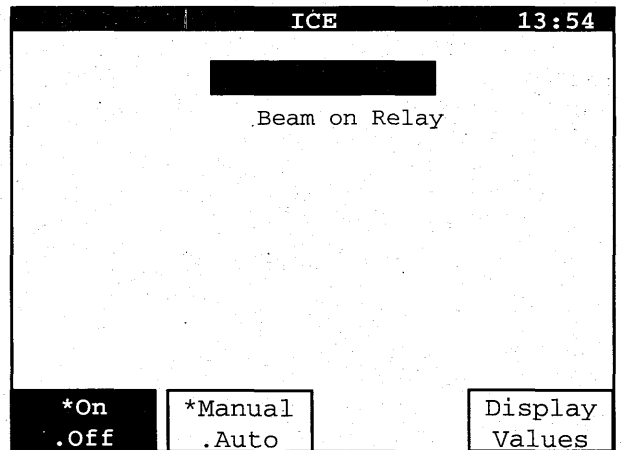 ICE 13:54
Beam on Relay
*On *Manual Display
.Off .Auto Values